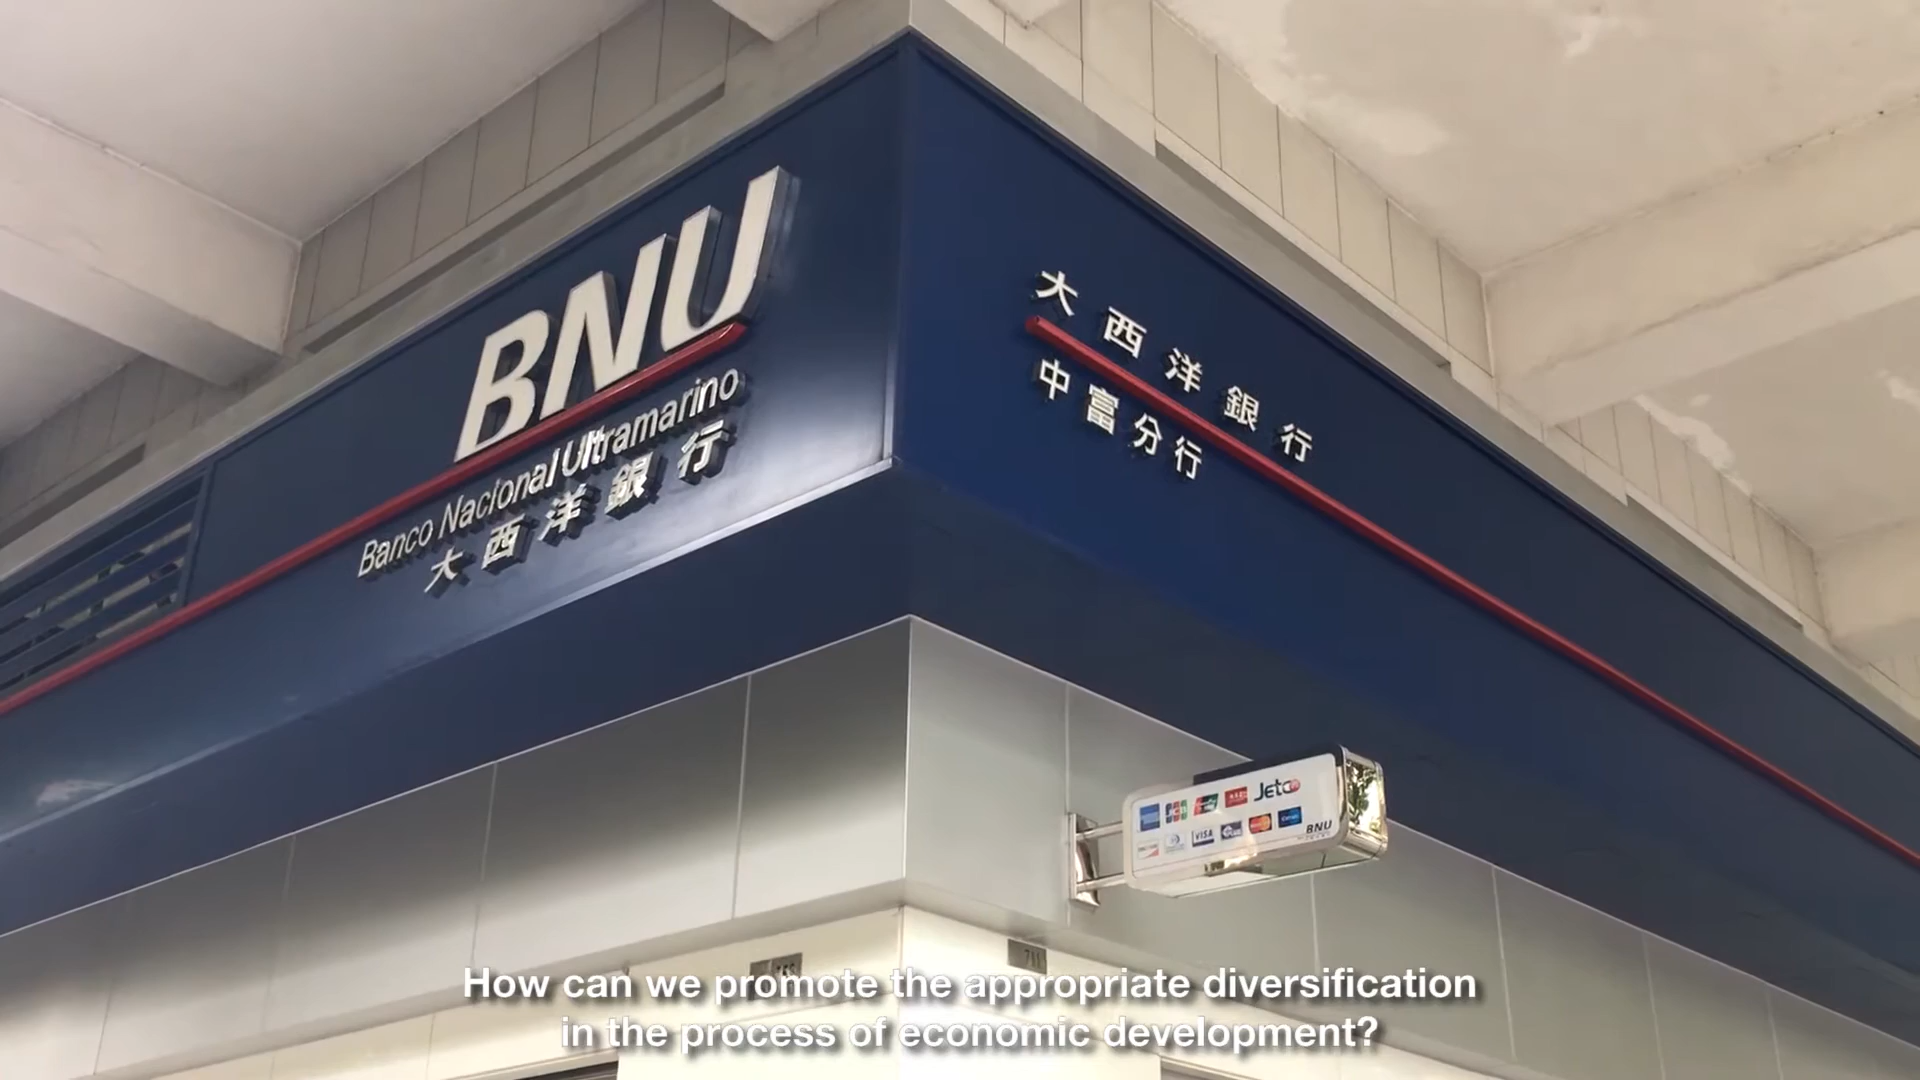 BNU
Banco Nacional Ultramarino
大西洋銀行
大西洋銀行
中富分行
JCB
Jetco
VISA
BNU
How can we promote the appropriate diversification
in the process of economic development?